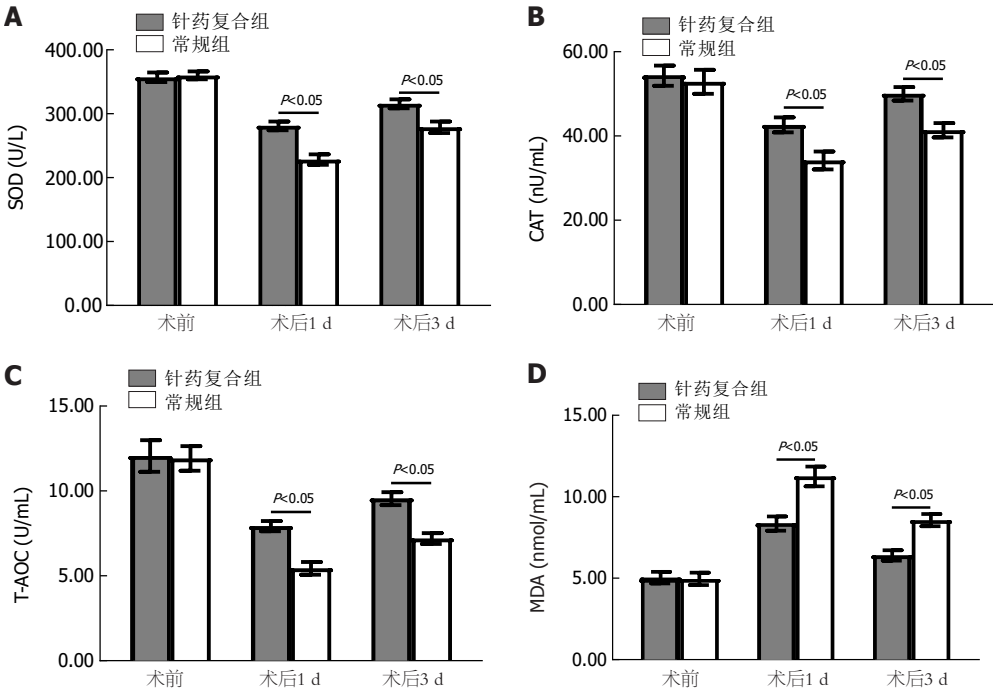 A
针药复合组
常规组
400.00
300.00
200.00
100.00
0.00
SOD (U/L)
P<0.05
P<0.05
术前
术后1 d
术后3 d
B
针药复合组
常规组
60.00
40.00
20.00
0.00
CAT (nU/mL)
P<0.05
P<0.05
术前
术后1 d
术后3 d
C
针药复合组
常规组
15.00
10.00
5.00
0.00
T-AOC (U/mL)
P<0.05
P<0.05
术前
术后1 d
术后3 d
D
针药复合组
常规组
15.00
10.00
5.00
0.00
MDA (nmol/mL)
P<0.05
P<0.05
术前
术后1 d
术后3 d